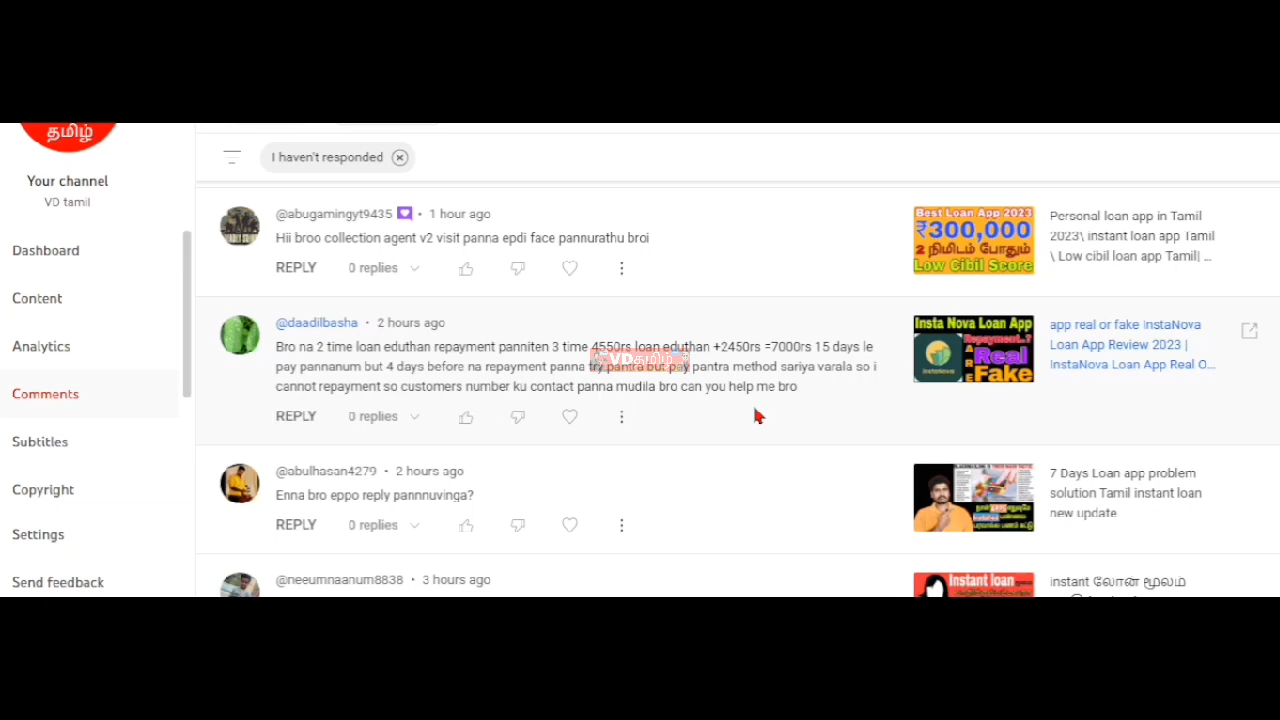 தமிழ்
Your channel
VD tamil
Dashboard
Content
Analytics
Comments
Subtitles
Copyright
Settings
Send feedback
I haven't responded
@abugamingyt9435 • 1 hour ago
Hii broo collection agent v2 visit panna epdi face pannurathu broi
REPLY 0 replies
Best Loan App 2023
₹300,000
2 நிமிடம் போதும்
Low Cibil Score
Personal loan app in Tamil
2023\ instant loan app Tamil
\ Low cibil loan app Tamil| ...
@daadilbasha • 2 hours ago
Bro na 2 time loan eduthan repayment panniten 3 time 4550rs loan eduthan +2450rs =7000rs 15 days le
pay pannanum but 4 days before na repayment panna try pantra but pay pantra method sariya varala so i
cannot repayment so customers number ku contact panna mudila bro can you help me bro
VDதமிழ்
REPLY 0 replies
Insta Nova Loan App
Repayment..?
ARE
Real
Fake
INSTANOVA
app real or fake InstaNova
Loan App Review 2023 |
InstaNova Loan App Real O...
@abulhasan4279 • 2 hours ago
Enna bro eppo reply pannnuvinga?
REPLY 0 replies
7 Days Loan app problem
solution Tamil instant loan
new update
@neeumnaanum8838 • 3 hours ago
Instant loan
instant லோன் மூலம்